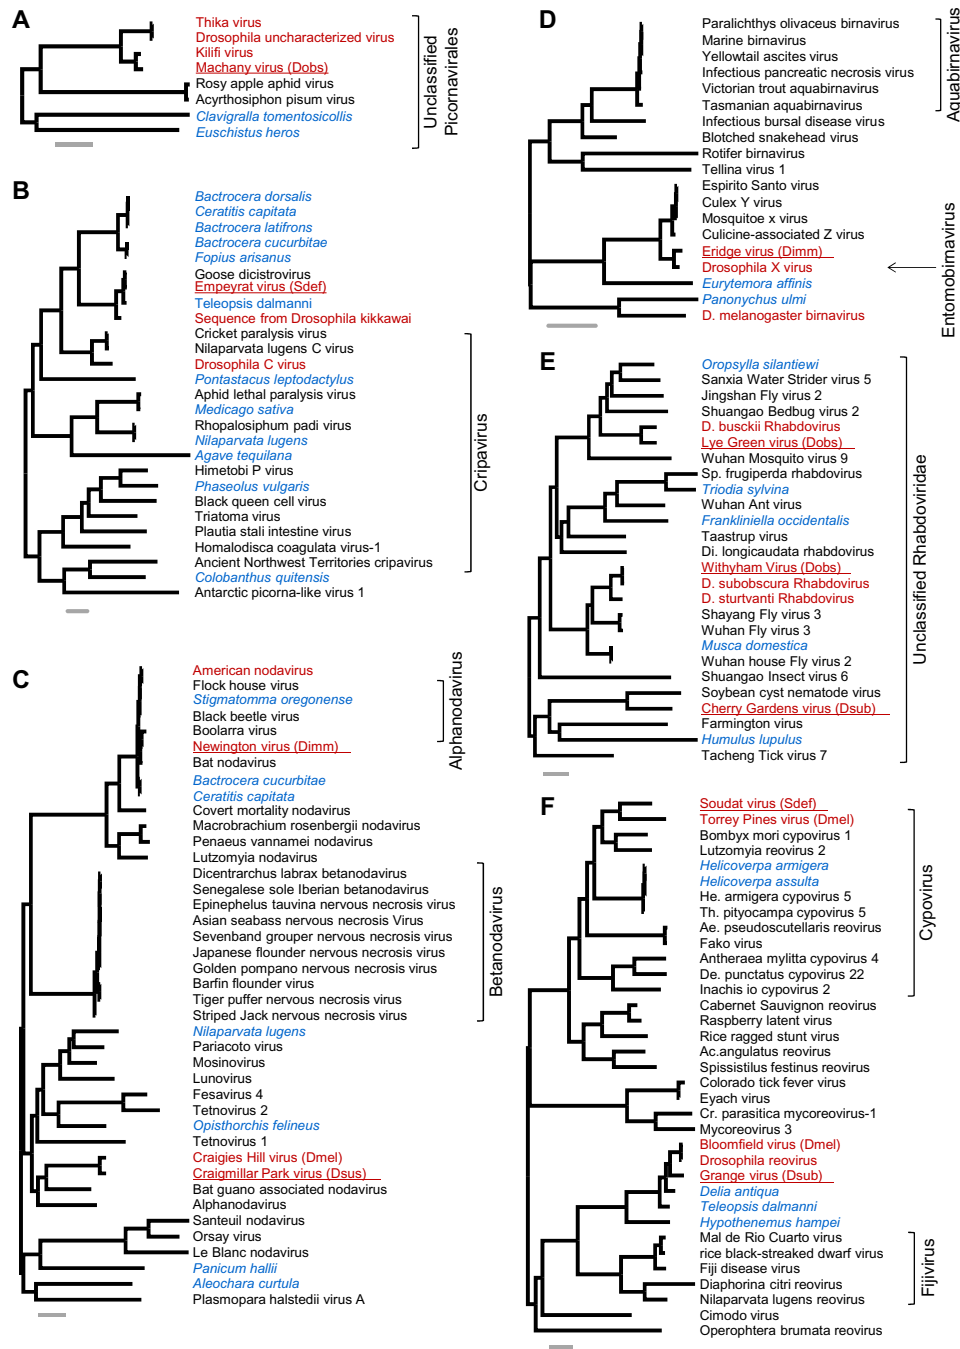 A
Thika virus
Drosophila uncharacterized virus
Kilifi virus
Machany virus (Dobs)
Rosy apple aphid virus
Acyrthosiphon pisum virus
Clavigralla tomentosicollis
Euschistus heros
Unclassified
Picornavirales
B
Bactrocera dorsalis
Ceratitis capitata
Bactrocera latifrons
Bactrocera cucurbitae
Fopius arisanus
Goose dicistrovirus
Empeyrat virus (Sdef)
Teleopsis dalmanni
Sequence from Drosophila kikkawai
Cricket paralysis virus
Nilaparvata lugens C virus
Drosophila C virus
Pontastacus leptodactylus
Aphid lethal paralysis virus
Medicago sativa
Rhopalosiphum padi virus
Nilaparvata lugens
Agave tequilana
Himetobi P virus
Phaseolus vulgaris
Black queen cell virus
Triatoma virus
Plautia stali intestine virus
Homalodisca coagulata virus-1
Ancient Northwest Territories cripavirus
Colobanthus quitensis
Antarctic picorna-like virus 1
Cripavirus
C
American nodavirus
Flock house virus
Stigmatomma oregonense
Black beetle virus
Boolarra virus
Newington virus (Dimm)
Bat nodavirus
Bactrocera cucurbitae
Ceratitis capitata
Covert mortality nodavirus
Macrobrachium rosenbergii nodavirus
Penaeus vannamei nodavirus
Lutzomyia nodavirus
Dicentrarchus labrax betanodavirus
Senegalese sole Iberian betanodavirus
Epinephelus tauvina nervous necrosis virus
Asian seabass nervous necrosis Virus
Sevenband grouper nervous necrosis virus
Japanese flounder nervous necrosis virus
Golden pompano nervous necrosis virus
Barfin flounder virus
Tiger puffer nervous necrosis virus
Striped Jack nervous necrosis virus
Nilaparvata lugens
Pariacoto virus
Mosinovirus
Lunovirus
Fesavirus 4
Tetnovirus 2
Opisthorchis felineus
Tetnovirus 1
Craigies Hill virus (Dmel)
Craigmillar Park virus (Dsus)
Bat guano associated nodavirus
Alphanodavirus
Santeuil nodavirus
Orsay virus
Le Blanc nodavirus
Panicum hallii
Aleochara curtula
Plasmopara halstedii virus A
Alphanodavirus
Betanodavirus
D
Paralichthys olivaceus birnavirus
Marine birnavirus
Yellowtail ascites virus
Infectious pancreatic necrosis virus
Victorian trout aquabirnavirus
Tasmanian aquabirnavirus
Infectious bursal disease virus
Blotched snakehead virus
Rotifer birnavirus
Tellina virus 1
Espirito Santo virus
Culex Y virus
Mosquitoe x virus
Culicine-associated Z virus
Eridge virus (Dimm)
Drosophila X virus
Eurytemora affinis
Panonychus ulmi
D. melanogaster birnavirus
Aquabirnavirus
Entomobirnavirus
E
Oropsylla silantiewi
Sanxia Water Strider virus 5
Jingshan Fly virus 2
Shuangao Bedbug virus 2
D. busckii Rhabdovirus
Lye Green virus (Dobs)
Wuhan Mosquito virus 9
Sp. frugiperda rhabdovirus
Triodia sylvina
Wuhan Ant virus
Frankliniella occidentalis
Taastrup virus
Di. longicaudata rhabdovirus
Withyham Virus (Dobs)
D. subobscura Rhabdovirus
D. sturtvanti Rhabdovirus
Shayang Fly virus 3
Wuhan Fly virus 3
Musca domestica
Wuhan house Fly virus 2
Shuangao Insect virus 6
Soybean cyst nematode virus
Cherry Gardens virus (Dsub)
Farmington virus
Humulus lupulus
Tacheng Tick virus 7
Unclassified Rhabdoviridae
F
Soudat virus (Sdef)
Torrey Pines virus (Dmel)
Bombyx mori cypovirus 1
Lutzomyia reovirus 2
Helicoverpa armigera
Helicoverpa assulta
He. armigera cypovirus 5
Th. pityocampa cypovirus 5
Ae. pseudoscutellaris reovirus
Fako virus
Antheraea mylitta cypovirus 4
De. punctatus cypovirus 22
Inachis io cypovirus 2
Cabernet Sauvignon reovirus
Raspberry latent virus
Rice ragged stunt virus
Ac.angulatus reovirus
Spissistilus festinus reovirus
Colorado tick fever virus
Eyach virus
Cr. parasitica mycoreovirus-1
Mycoreovirus 3
Bloomfield virus (Dmel)
Drosophila reovirus
Grange virus (Dsub)
Delia antiqua
Teleopsis dalmanni
Hypothenemus hampei
Mal de Rio Cuarto virus
rice black-streaked dwarf virus
Fiji disease virus
Diaphorina citri reovirus
Nilaparvata lugens reovirus
Cimodo virus
Operophtera brumata reovirus
Cypovirus
Fijivirus